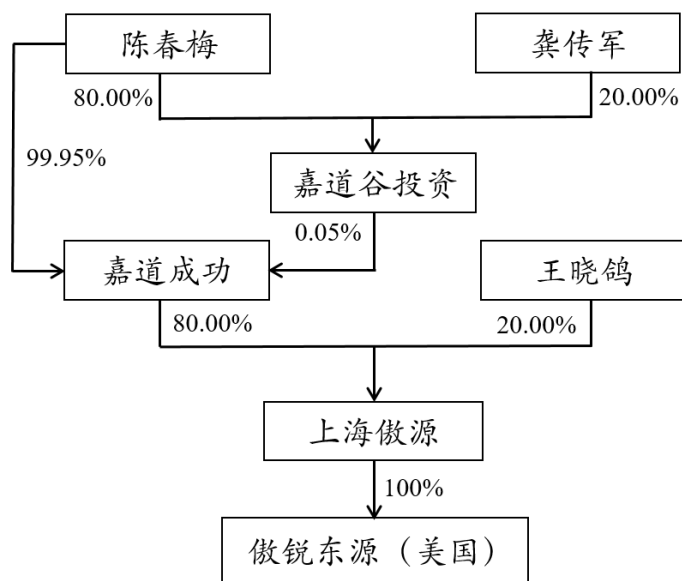 陈春梅
龚传军
80.00%
20.00%
99.95%
嘉道谷投资
0.05%
嘉道成功
王晓鸽
80.00%
20.00%
上海傲源
100%
傲锐东源（美国）